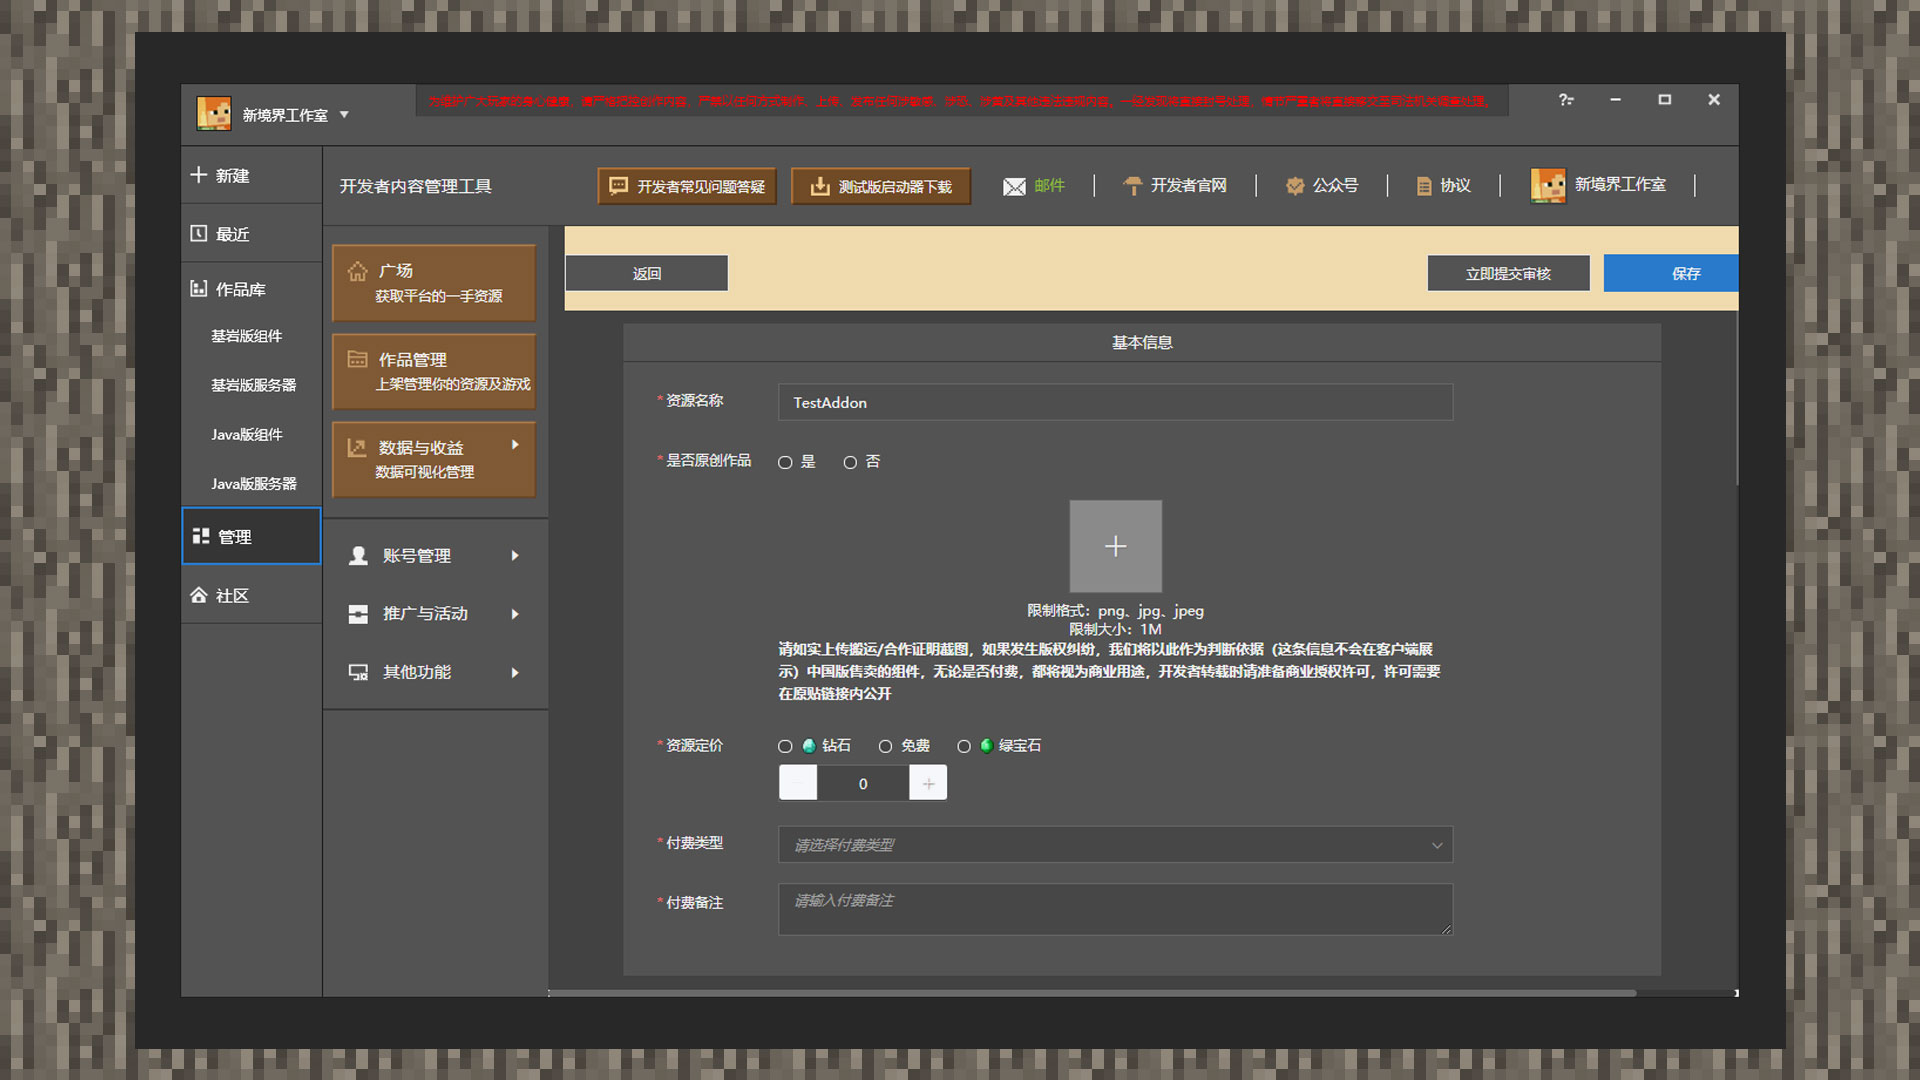 新境界工作室
为维护广大玩家的身心健康，请严格把控创作内容，严禁以任何方式制作、上传、发布任何涉敏感、涉恐、涉黄及其他违法违规内容。一经发现将直接封号处理，情节严重者将直接移交至司法机关调查处理。
新建
最近
作品库
基岩版组件
基岩版服务器
Java版组件
Java版服务器
管理
社区
开发者内容管理工具
开发者常见问题答疑
测试版启动器下载
邮件
开发者官网
公众号
协议
新境界工作室
广场
获取平台的一手资源
作品管理
上架管理你的资源及游戏
数据与收益
数据可视化管理
账号管理
推广与活动
其他功能
返回
立即提交审核
保存
基本信息
*资源名称
TestAddon
*是否原创作品
是
否
限制格式：png、jpg、jpeg
限制大小：1M
请如实上传搬运/合作证明截图，如果发生版权纠纷，我们将以此作为判断依据（这条信息不会在客户端展
示）中国版售卖的组件，无论是否付费，都将视为商业用途，开发者转载时请准备商业授权许可，许可需要
在原贴链接内公开
*资源定价
钻石
免费
绿宝石
0
*付费类型
请选择付费类型
*付费备注
请输入付费备注